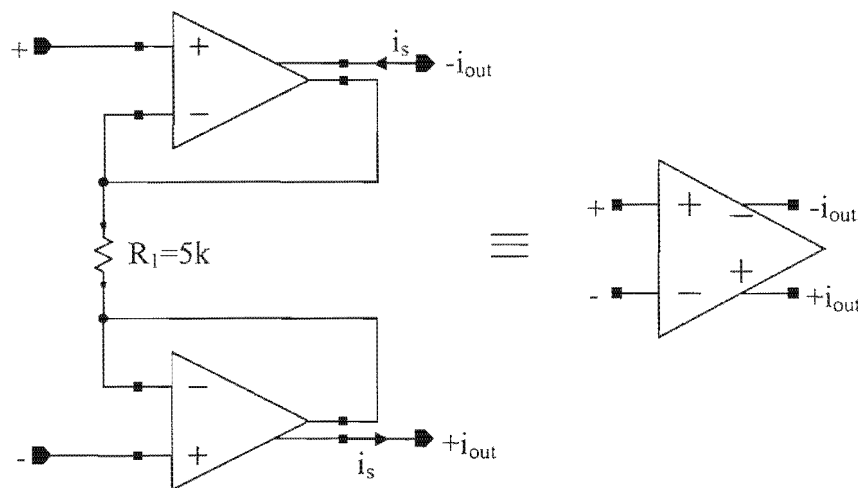 +
+
i_s
-i_out
−
R_1=5k
−
-
+
i_s
+i_out
≡
+
+
−
-i_out
-
−
+
+i_out